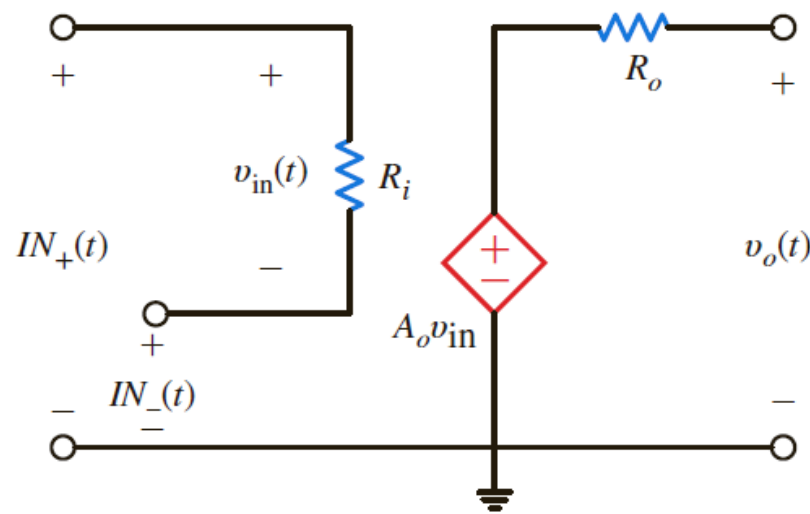 + + R_o +
v_in(t) R_i
IN_+(t) − + − v_o(t)
+ A_o v_in
− IN_−(t) −
−